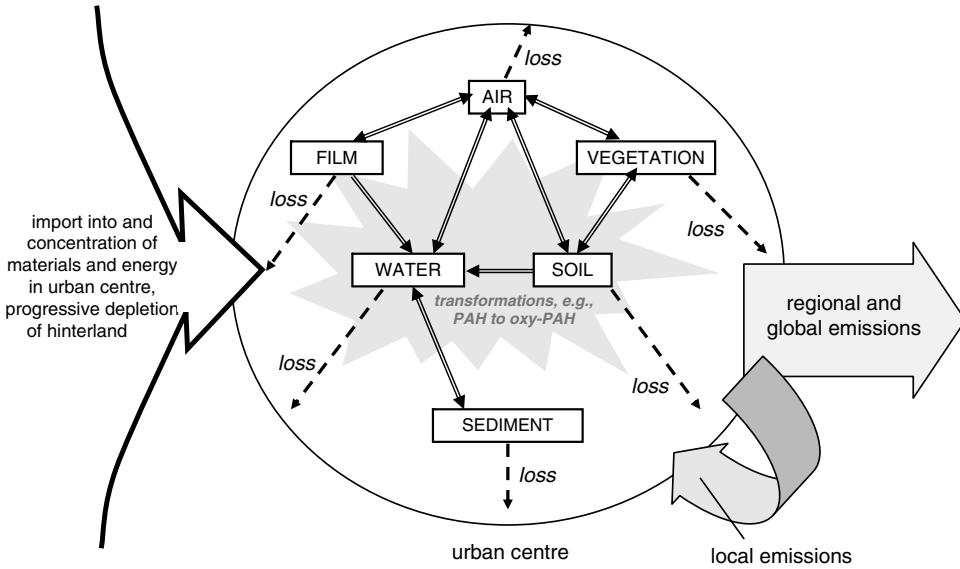 loss
AIR
FILM
VEGETATION
loss
loss
import into and
concentration of
materials and energy
in urban centre,
progressive depletion
of hinterland
WATER
SOIL
transformations, e.g.,
PAH to oxy-PAH
regional and
global emissions
loss
loss
SEDIMENT
loss
urban centre
local emissions